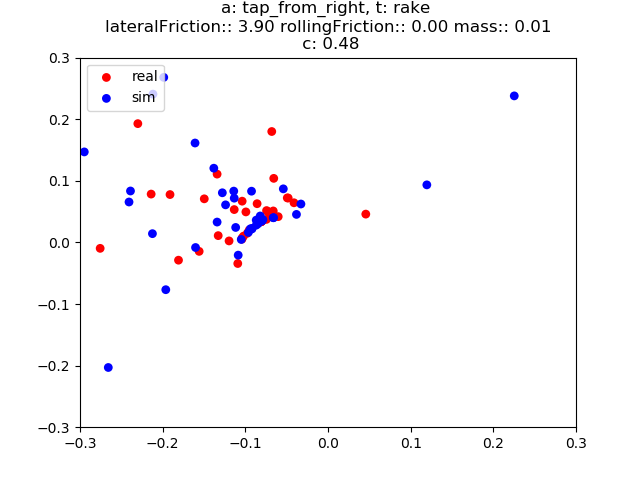 a: tap_from_right, t: rake
lateralFriction:: 3.90 rollingFriction:: 0.00 mass:: 0.01
c: 0.48
real
sim
0.3
0.2
0.1
0.0
−0.1
−0.2
−0.3
−0.3
−0.2
−0.1
0.0
0.1
0.2
0.3